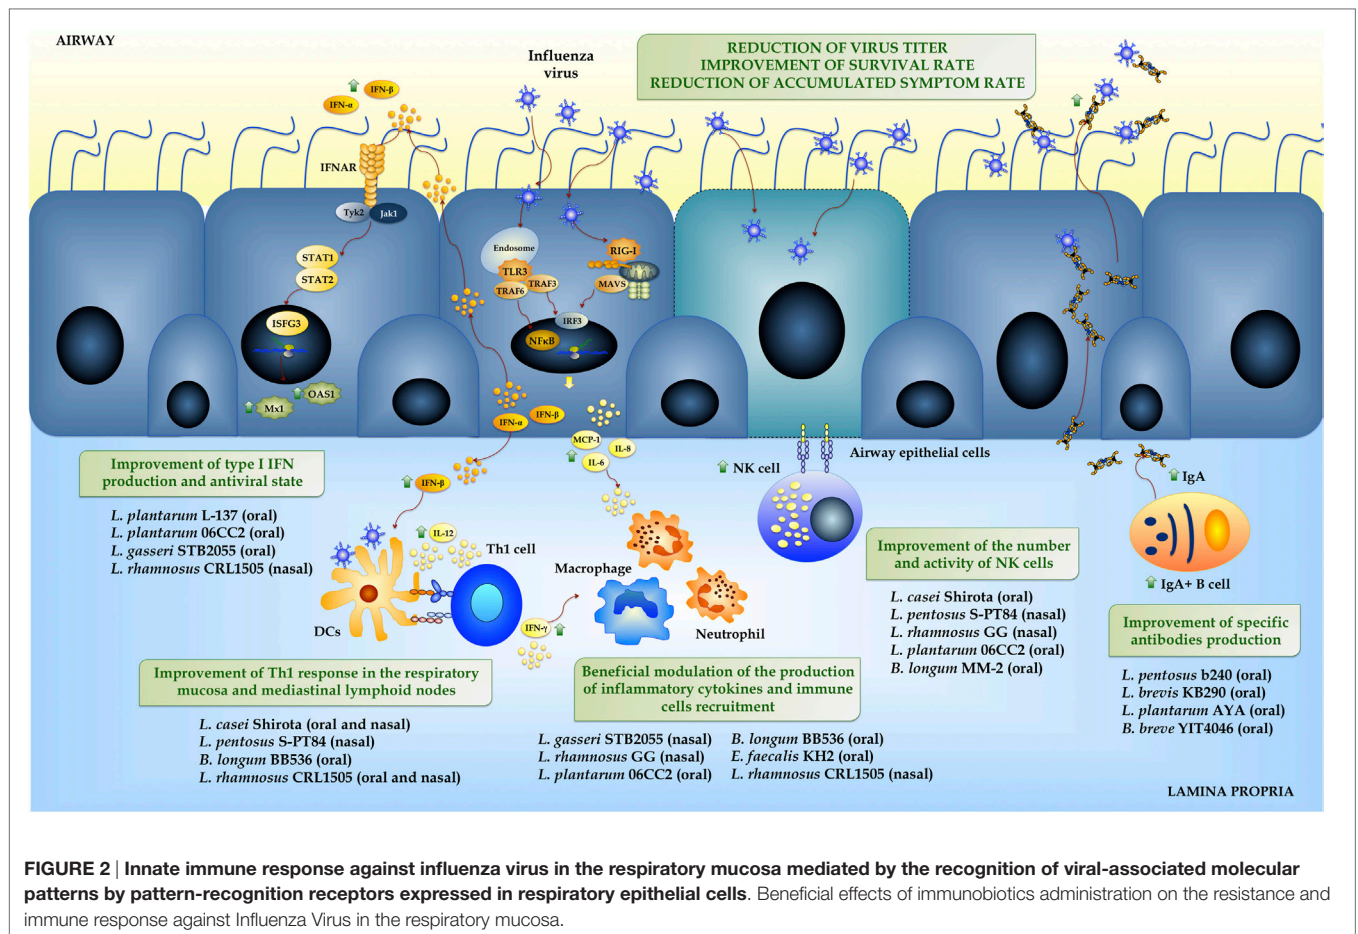 AIRWAY
Influenza
virus
REDUCTION OF VIRUS TITER
IMPROVEMENT OF SURVIVAL RATE
REDUCTION OF ACCUMULATED SYMPTOM RATE
IFN-β
IFN-α
IFNAR
Tyk2
Jak1
STAT1
STAT2
ISFG3
OAS1
Mx1
Endosome
TLR3
TRAF6
TRAF3
RIG-I
MAVS
IRF3
NFκB
IFN-α
IFN-β
MCP-1
IL-8
IL-6
NK cell
Airway epithelial cells
IgA
IgA+ B cell
Improvement of type I IFN
production and antiviral state
L. plantarum L-137 (oral)
L. plantarum 06CC2 (oral)
L. gasseri STB2055 (oral)
L. rhamnosus CRL1505 (nasal)
IFN-β
IL-12
Th1 cell
DCs
IFN-γ
Macrophage
Neutrophil
Improvement of the number
and activity of NK cells
L. casei Shirota (oral)
L. pentosus S-PT84 (nasal)
L. rhamnosus GG (nasal)
L. plantarum 06CC2 (oral)
B. longum MM-2 (oral)
Improvement of specific
antibodies production
L. pentosus b240 (oral)
L. brevis KB290 (oral)
L. plantarum AYA (oral)
B. breve YIT4046 (oral)
Improvement of Th1 response in the respiratory
mucosa and mediastinal lymphoid nodes
L. casei Shirota (oral and nasal)
L. pentosus S-PT84 (nasal)
B. longum BB536 (oral)
L. rhamnosus CRL1505 (oral and nasal)
Beneficial modulation of the production
of inflammatory cytokines and immune
cells recruitment
L. gasseri STB2055 (nasal)
L. rhamnosus GG (nasal)
L. plantarum 06CC2 (oral)
B. longum BB536 (oral)
E. faecalis KH2 (oral)
L. rhamnosus CRL1505 (nasal)
LAMINA PROPRIA
FIGURE 2 | Innate immune response against influenza virus in the respiratory mucosa mediated by the recognition of viral-associated molecular
patterns by pattern-recognition receptors expressed in respiratory epithelial cells. Beneficial effects of immunobiotics administration on the resistance and
immune response against Influenza Virus in the respiratory mucosa.